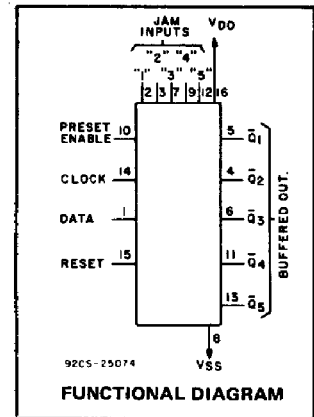 JAM
INPUTS
"2" "4"
"1" "3" "5"
VDD
2 3 7 9 12 16
PRESET
ENABLE 10
5 Q̅1
CLOCK 14
4 Q̅2
DATA 1
6 Q̅3
RESET 15
11 Q̅4
13 Q̅5
BUFFERED OUT.
8
VSS
92CS-25074
FUNCTIONAL DIAGRAM